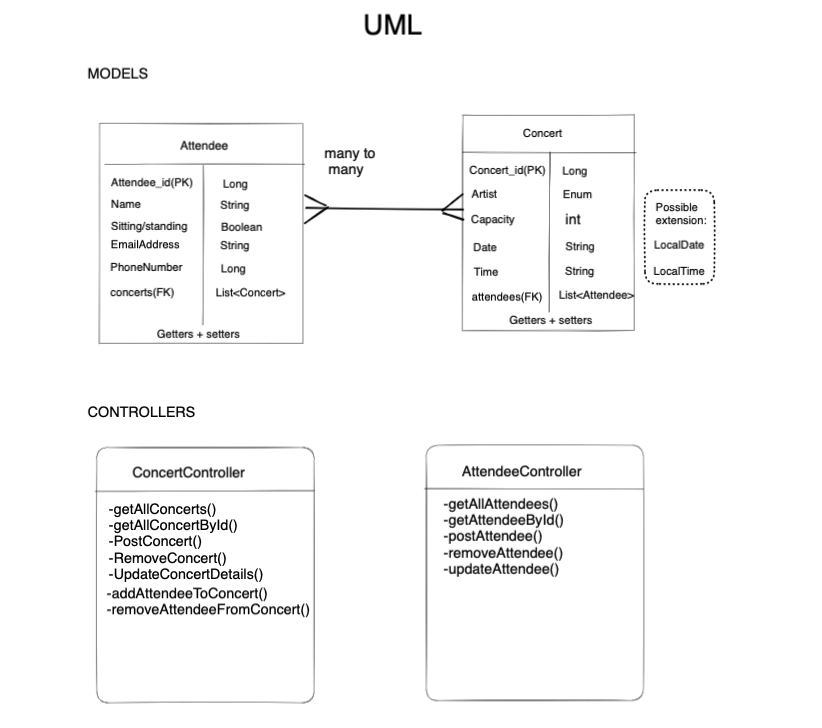 UML
MODELS
Attendee
Attendee_id(PK) Long
Name String
Sitting/standing Boolean
EmailAddress String
PhoneNumber Long
concerts(FK) List<Concert>
Getters + setters
many to
many
Concert
Concert_id(PK) Long
Artist Enum
Capacity int
Date String
Time String
attendees(FK) List<Attendee>
Getters + setters
Possible
extension:
LocalDate
LocalTime
CONTROLLERS
ConcertController
-getAllConcerts()
-getAllConcertById()
-PostConcert()
-RemoveConcert()
-UpdateConcertDetails()
-addAttendeeToConcert()
-removeAttendeeFromConcert()
AttendeeController
-getAllAttendees()
-getAttendeeById()
-postAttendee()
-removeAttendee()
-updateAttendee()